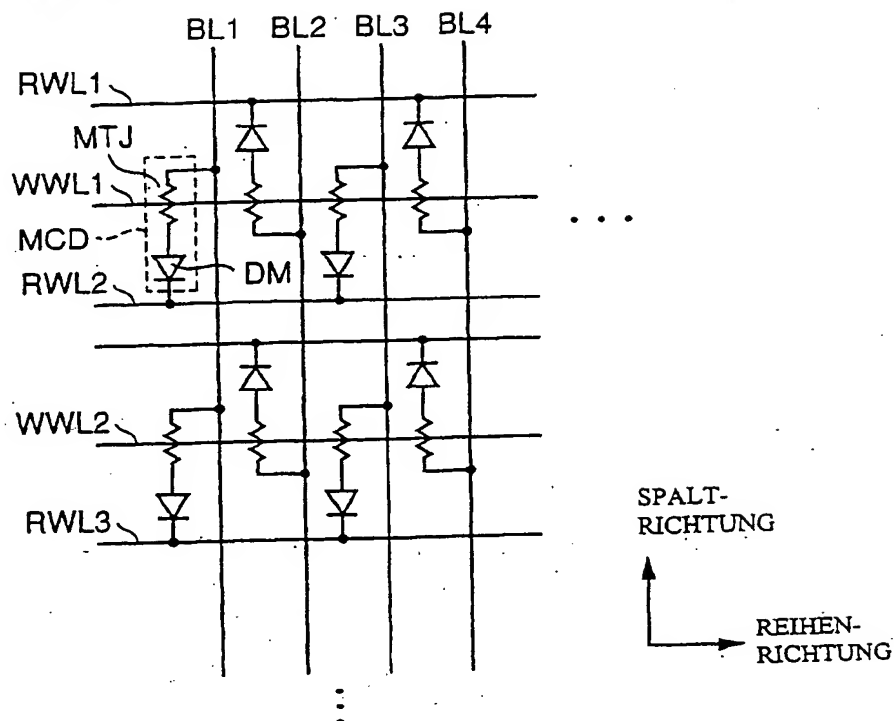 BL1 BL2 BL3 BL4
RWL1
MTJ
WWL1
MCD
DM
RWL2
WWL2
RWL3
SPALT-
RICHTUNG
REIHEN-
RICHTUNG